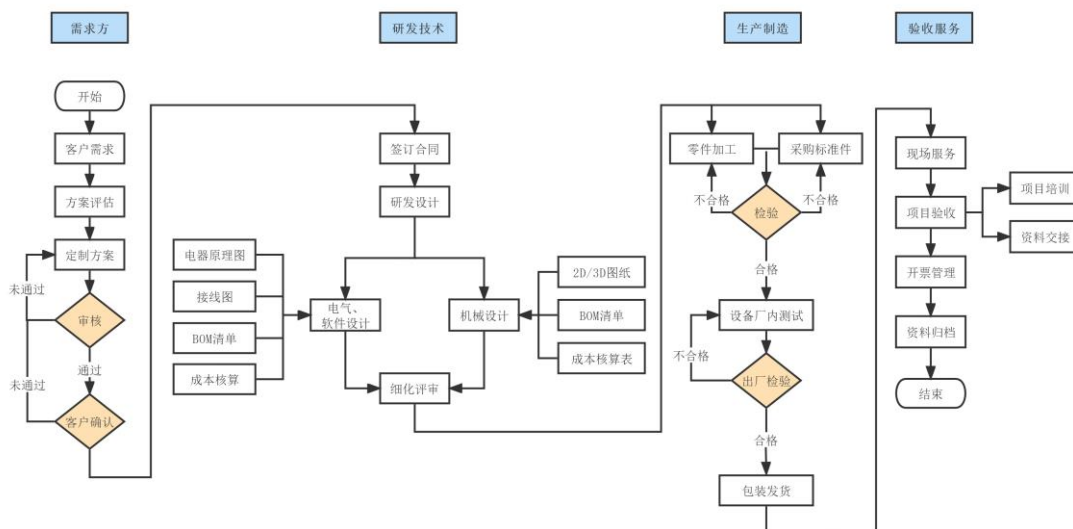 需求方
研发技术
生产制造
验收服务
开始
客户需求
方案评估
定制方案
未通过
审核
通过
未通过
客户确认
签订合同
研发设计
电器原理图
接线图
BOM清单
成本核算
电气、
软件设计
机械设计
2D/3D图纸
BOM清单
成本核算表
细化评审
零件加工
采购标准件
不合格
检验
不合格
合格
设备厂内测试
不合格
出厂检验
合格
包装发货
现场服务
项目验收
项目培训
资料交接
开票管理
资料归档
结束